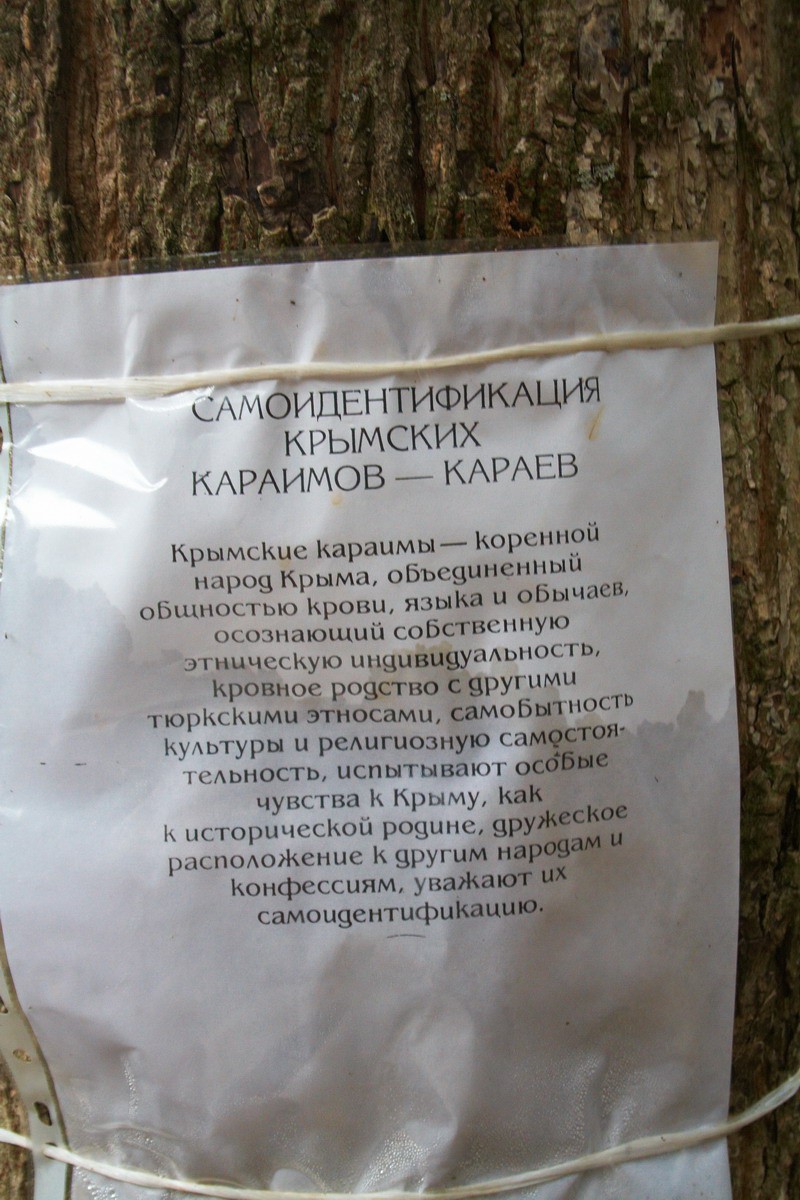 САМОИДЕНТИФИКАЦИЯ
КРЫМСКИХ
КАРАИМОВ — КАРАЕВ
Крымские караимы — коренной
народ Крыма, объединенный
общностью крови, языка и обычаев,
осознающий собственную
этническую индивидуальность,
кровное родство с другими
тюркскими этносами, самобытность
культуры и религиозную самостоя-
тельность, испытывают особые
чувства к Крыму, как
к исторической родине, дружеское
расположение к другим народам и
конфессиям, уважают их
самоидентификацию.